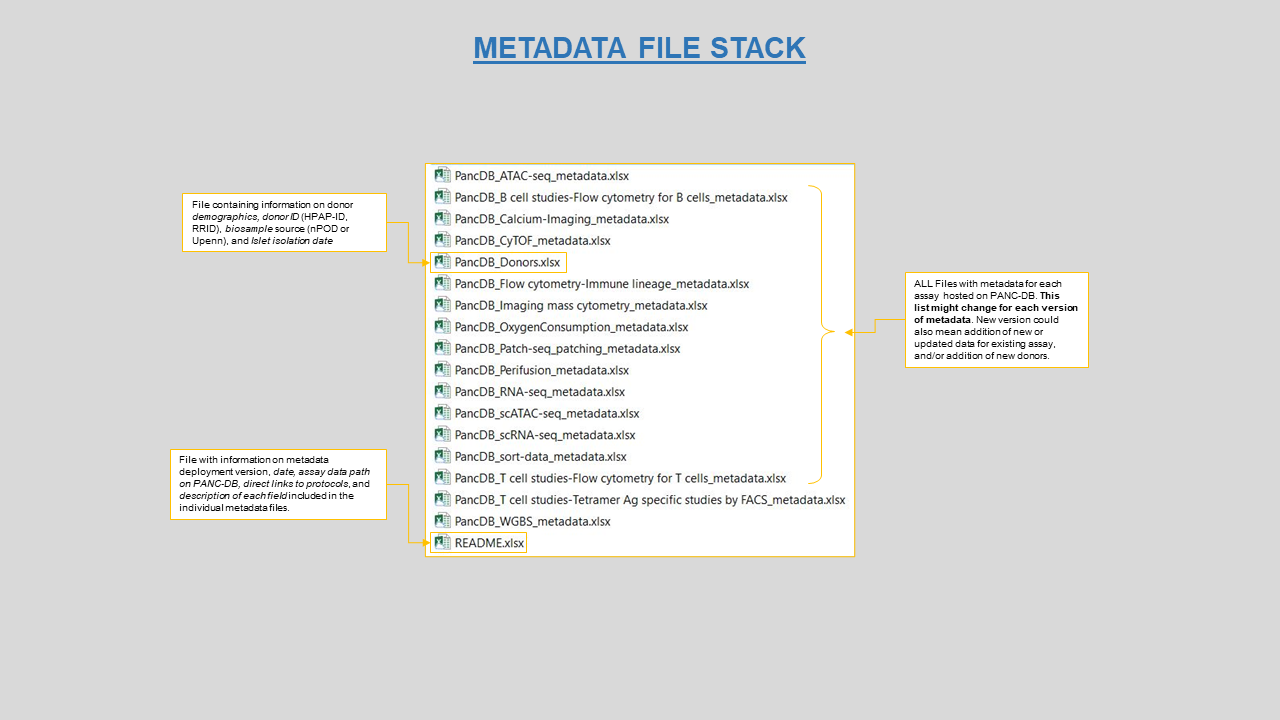 METADATA FILE STACK
File containing information on donor
demographics, donor ID (HPAP-ID,
RRID), biosample source (nPOD or
Upenn), and Islet isolation date
File with information on metadata
deployment version, date, assay data path
on PANC-DB, direct links to protocols, and
description of each field included in the
individual metadata files.
PancDB_ATAC-seq_metadata.xlsx
PancDB_B cell studies-Flow cytometry for B cells_metadata.xlsx
PancDB_Calcium-Imaging_metadata.xlsx
PancDB_CyTOF_metadata.xlsx
PancDB_Donors.xlsx
PancDB_Flow cytometry-Immune lineage_metadata.xlsx
PancDB_Imaging mass cytometry_metadata.xlsx
PancDB_OxygenConsumption_metadata.xlsx
PancDB_Patch-seq_patching_metadata.xlsx
PancDB_Perifusion_metadata.xlsx
PancDB_RNA-seq_metadata.xlsx
PancDB_scATAC-seq_metadata.xlsx
PancDB_scRNA-seq_metadata.xlsx
PancDB_sort-data_metadata.xlsx
PancDB_T cell studies-Flow cytometry for T cells_metadata.xlsx
PancDB_T cell studies-Tetramer Ag specific studies by FACS_metadata.xlsx
PancDB_WGBS_metadata.xlsx
README.xlsx
ALL Files with metadata for each
assay hosted on PANC-DB. This
list might change for each version
of metadata. New version could
also mean addition of new or
updated data for existing assay,
and/or addition of new donors.